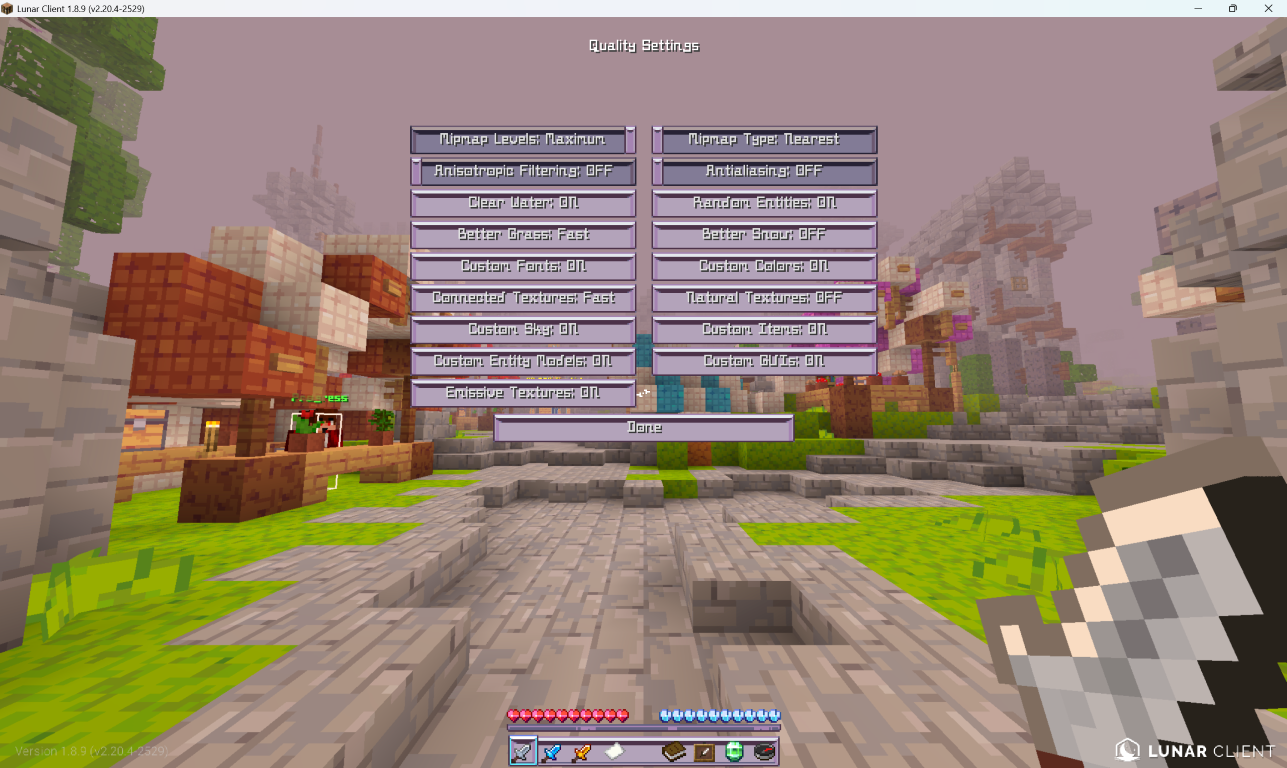 Lunar Client 1.8.9 (v2.20.4-2529)
Quality Settings
Mipmap Levels: Maximum
Mipmap Type: Nearest
Anisotropic Filtering: OFF
Antialiasing: OFF
Clear Water: ON
Random Entities: ON
Better Grass: Fast
Better Snow: OFF
Custom Fonts: ON
Custom Colors: ON
Connected Textures: Fast
Natural Textures: OFF
Custom Sky: ON
Custom Items: ON
Custom Entity Models: ON
Custom GUIs: ON
Emissive Textures: ON
Done
Version 1.8.9 (v2.20.4-2529)
LUNAR CLIENT